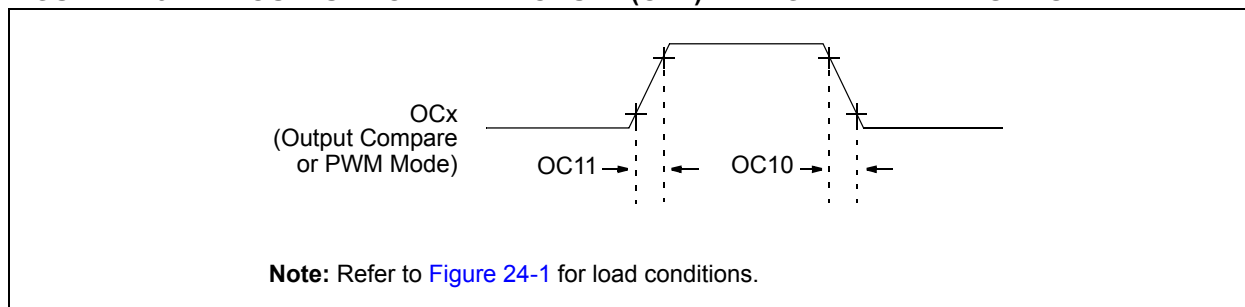 OCx
(Output Compare
or PWM Mode)
OC11
OC10
Note: Refer to Figure 24-1 for load conditions.